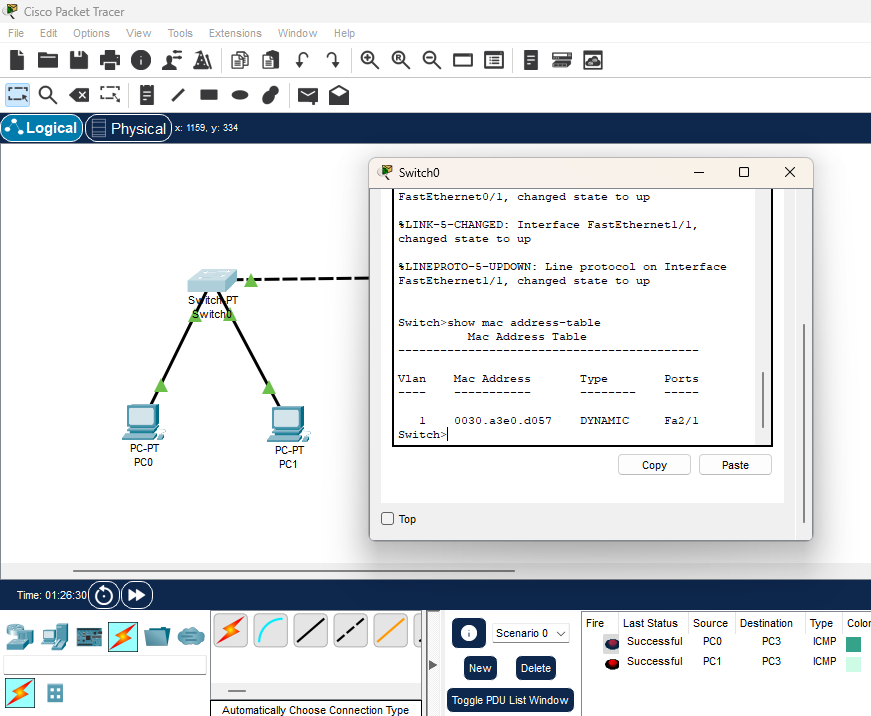 Cisco Packet Tracer
File Edit Options View Tools Extensions Window Help
Logical Physical x: 1159, y: 334
Switch0
FastEthernet0/1, changed state to up
%LINK-5-CHANGED: Interface FastEthernet1/1,
changed state to up
%LINEPROTO-5-UPDOWN: Line protocol on Interface
FastEthernet1/1, changed state to up
Switch>show mac address-table
Mac Address Table
-------------------------------------------
Vlan Mac Address Type Ports
---- ----------- -------- -----
1 0030.a3e0.d057 DYNAMIC Fa2/1
Switch>
Copy Paste
Top
Switch-PT
Switch0
PC-PT
PC0
PC-PT
PC1
Time: 01:26:30
Scenario 0
New Delete
Toggle PDU List Window
Automatically Choose Connection Type
Fire Last Status Source Destination Type Color
Successful PC0 PC3 ICMP
Successful PC1 PC3 ICMP